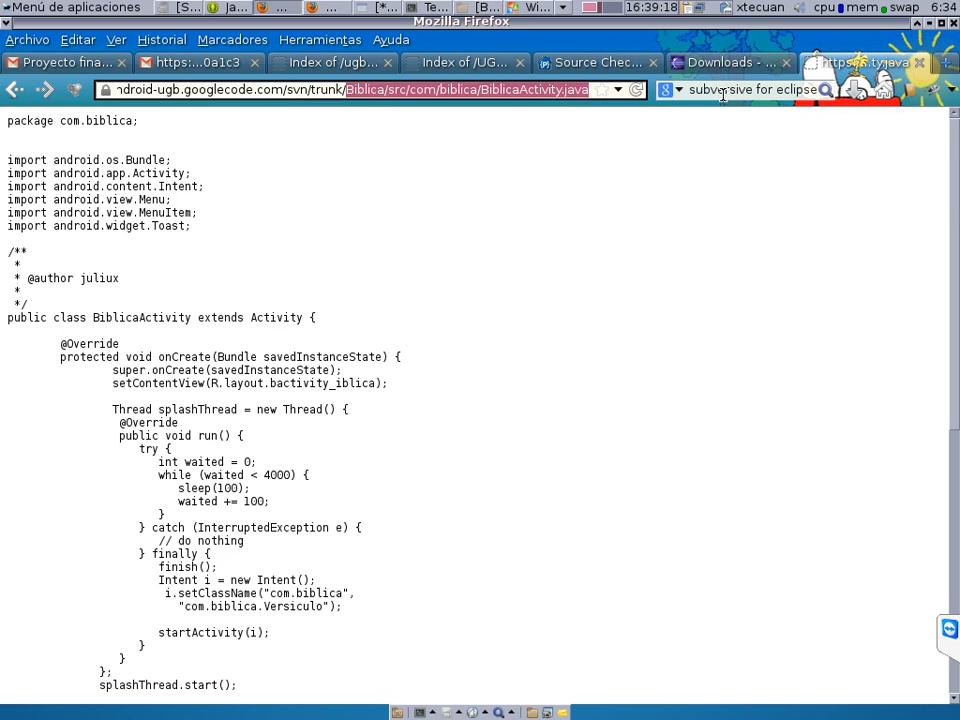 Menú de aplicaciones [S... Ja... ... ... [*... Te... [B... Wi... 16:39:18 xtecuan cpu mem swap 6:34
Mozilla Firefox
Archivo Editar Ver Historial Marcadores Herramientas Ayuda
Proyecto fina... https:...0a1c3 Index of /ugb... Index of /UG... Source Chec... Downloads - ... https:...ty.java
ndroid-ugb.googlecode.com/svn/trunk/Biblica/src/com/biblica/BiblicaActivity.java subversive for eclipse
package com.biblica;
import android.os.Bundle;
import android.app.Activity;
import android.content.Intent;
import android.view.Menu;
import android.view.MenuItem;
import android.widget.Toast;
/**
*
* @author juliux
*
*/
public class BiblicaActivity extends Activity {
@Override
protected void onCreate(Bundle savedInstanceState) {
super.onCreate(savedInstanceState);
setContentView(R.layout.bactivity_iblica);
Thread splashThread = new Thread() {
@Override
public void run() {
try {
int waited = 0;
while (waited < 4000) {
sleep(100);
waited += 100;
}
} catch (InterruptedException e) {
// do nothing
} finally {
finish();
Intent i = new Intent();
i.setClassName("com.biblica",
"com.biblica.Versiculo");
startActivity(i);
}
}
};
splashThread.start();